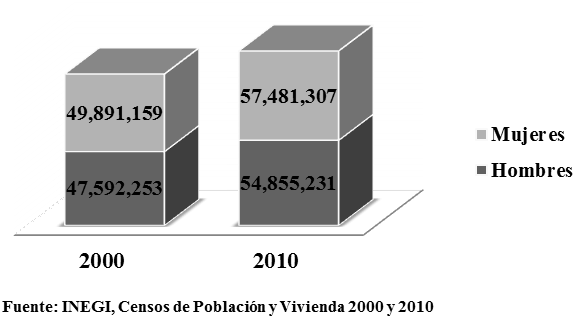 49,891,159
57,481,307
47,592,253
54,855,231
Mujeres
Hombres
2000
2010
Fuente: INEGI, Censos de Población y Vivienda 2000 y 2010